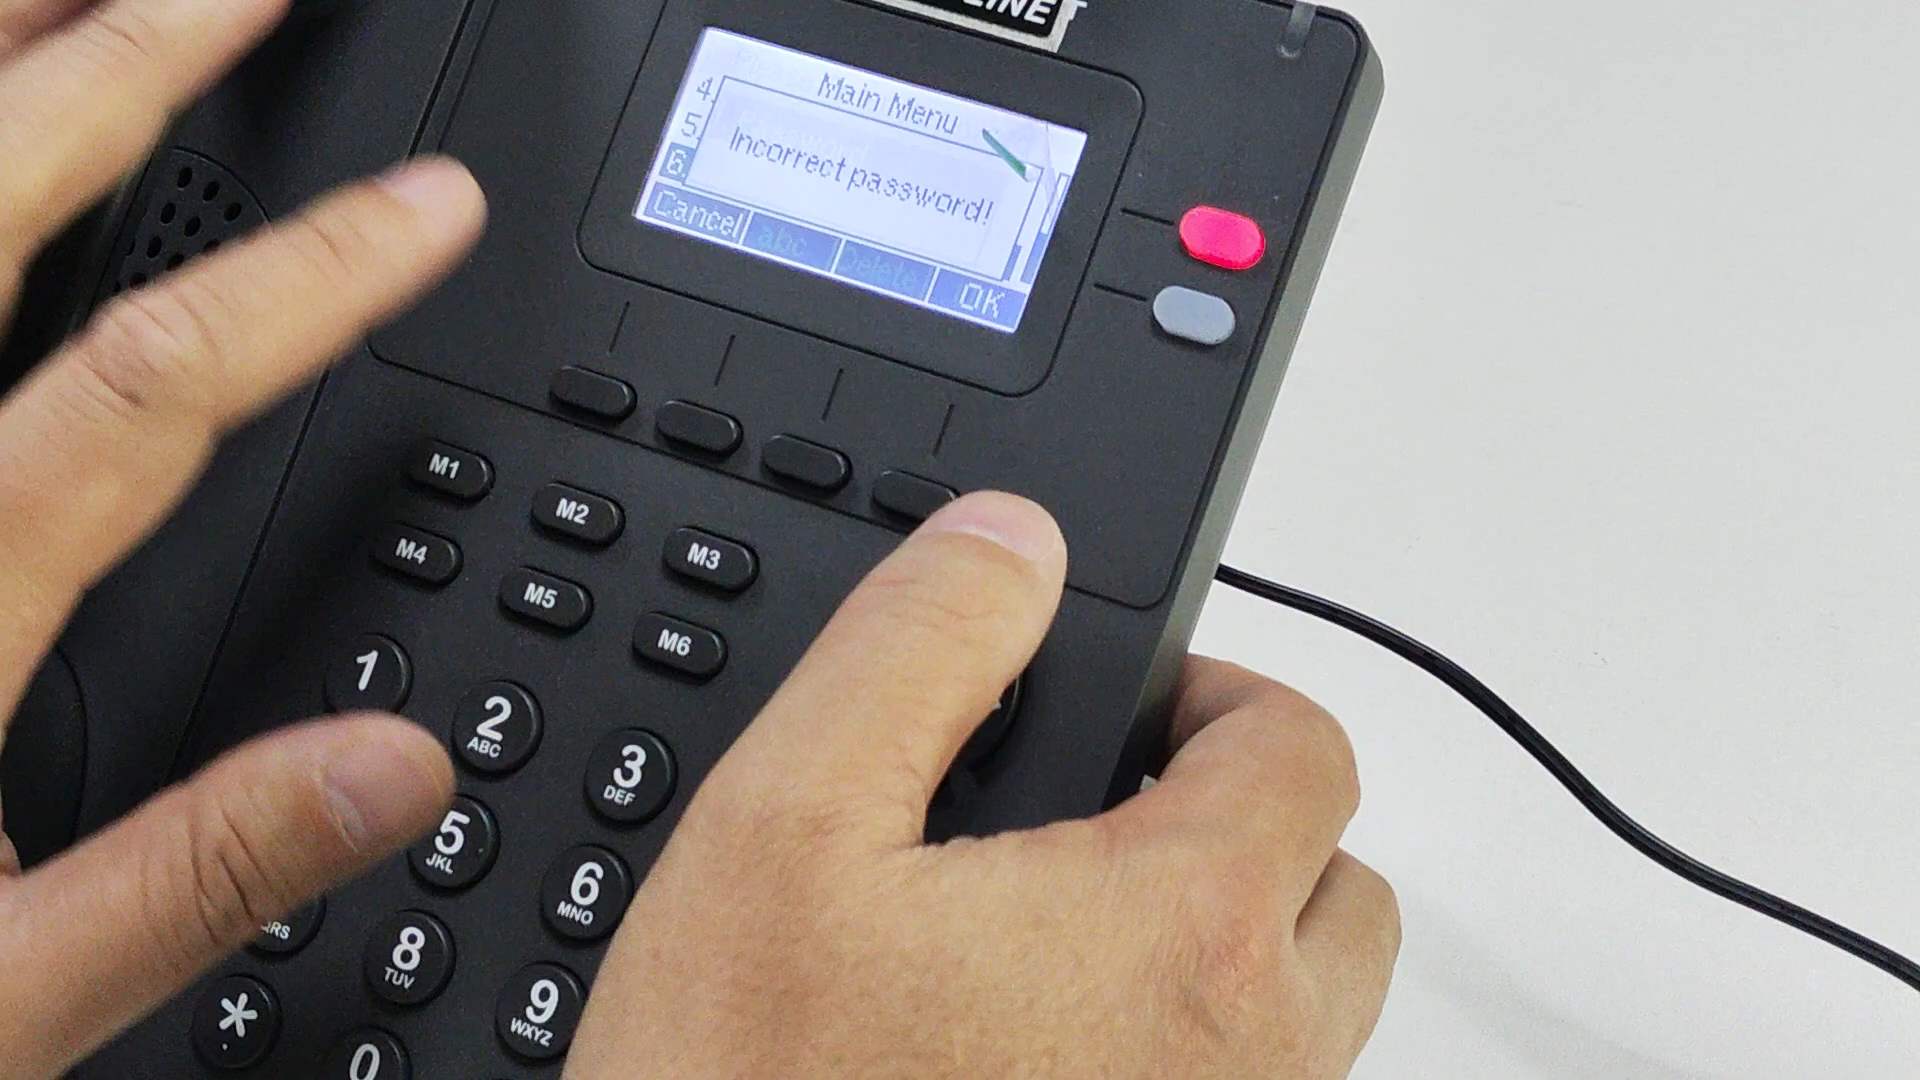 LINE
Main Menu
4.
5.
6.
Incorrect password!
Cancel abc Delete OK
M1 M2 M3
M4 M5 M6
1
2 ABC
3 DEF
5 JKL
6 MNO
QRS
8 TUV
9 WXYZ
*
0